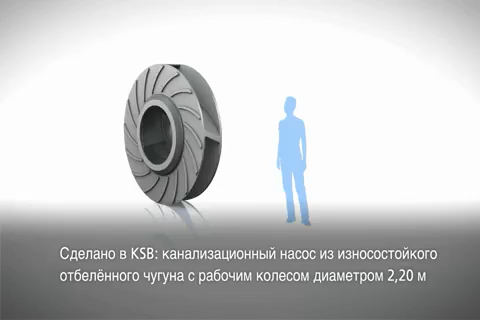 Сделано в KSB: канализационный насос из износостойкого
отбелённого чугуна с рабочим колесом диаметром 2,20 м